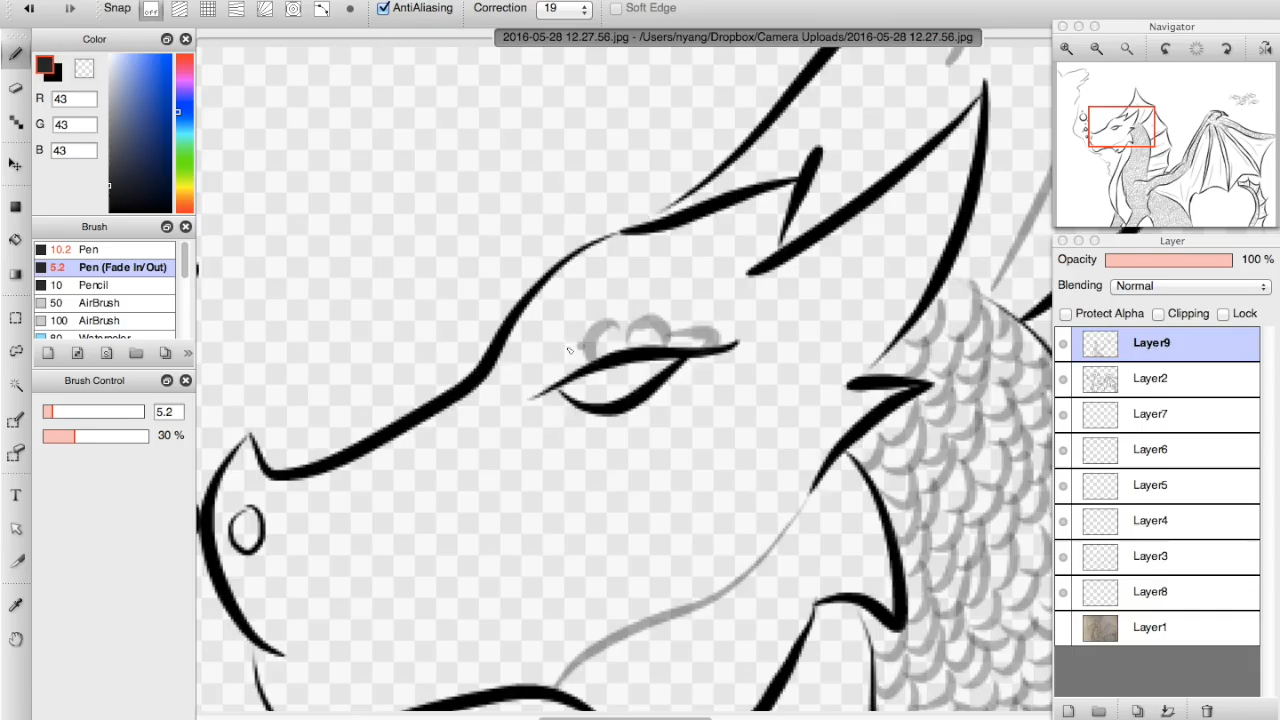 Snap
off
AntiAliasing
Correction
19
Soft Edge
2016-05-28 12.27.56.jpg - /Users/nyang/Dropbox/Camera Uploads/2016-05-28 12.27.56.jpg
Navigator
Color
R 43
G 43
B 43
Brush
10.2 Pen
5.2 Pen (Fade In/Out)
10 Pencil
50 AirBrush
100 AirBrush
Brush Control
5.2
30 %
T
Layer
Opacity 100 %
Blending Normal
Protect Alpha Clipping Lock
Layer9
Layer2
Layer7
Layer6
Layer5
Layer4
Layer3
Layer8
Layer1